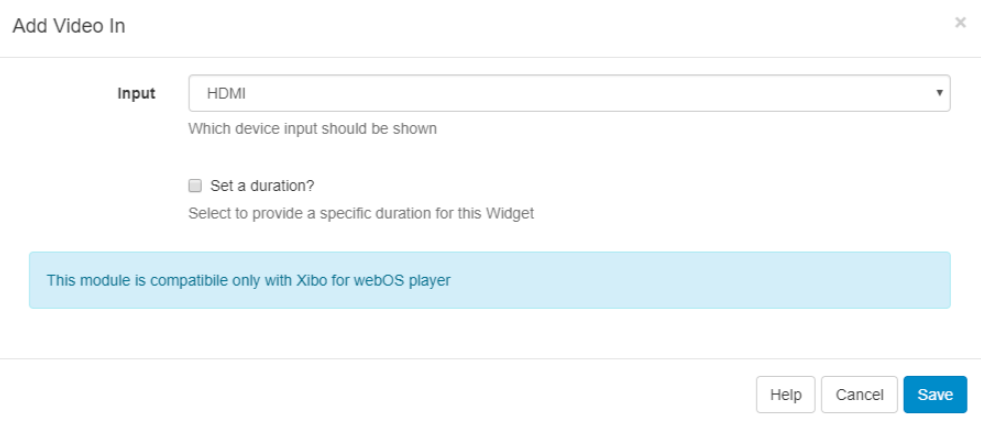 Add Video In
×
Input
HDMI
Which device input should be shown
Set a duration?
Select to provide a specific duration for this Widget
This module is compatibile only with Xibo for webOS player
Help
Cancel
Save